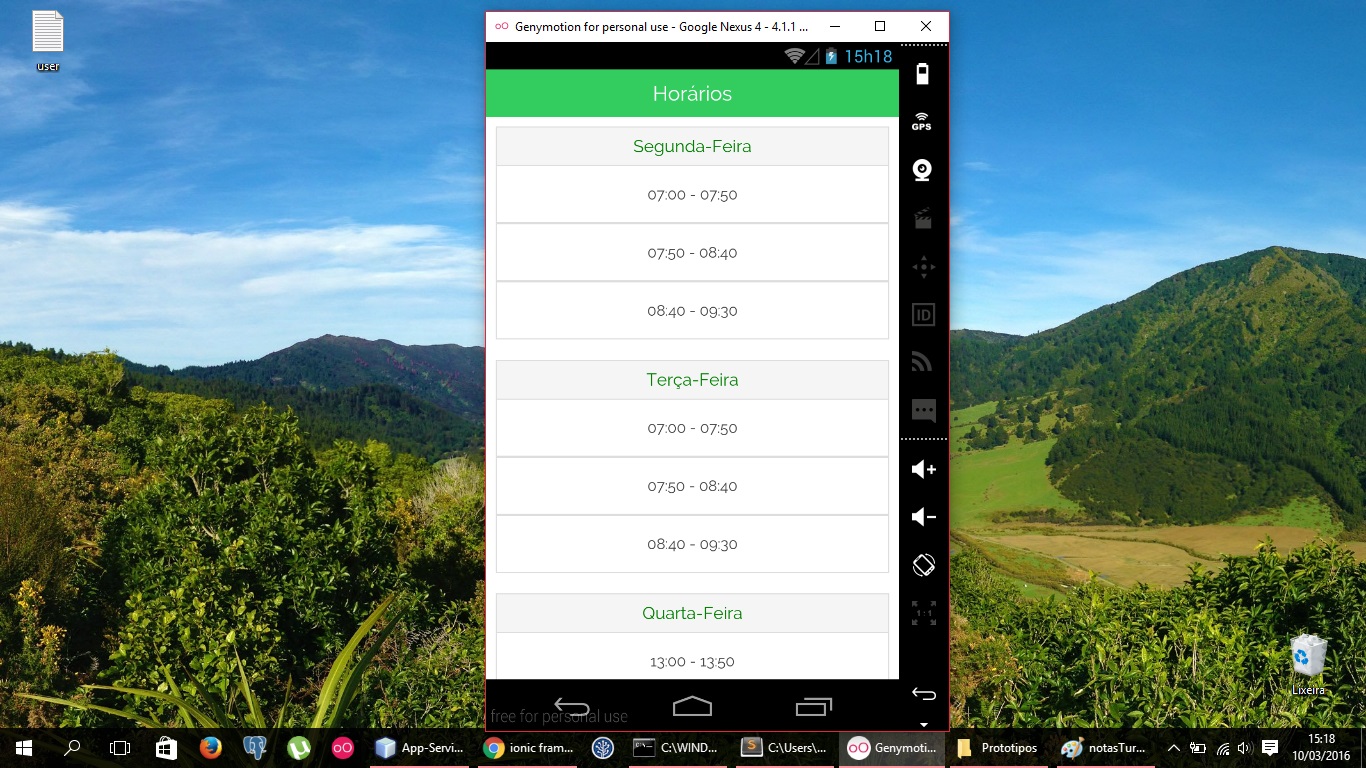 user
Genymotion for personal use - Google Nexus 4 - 4.1.1 ...
15h18
Horários
GPS
Segunda-Feira
07:00 - 07:50
07:50 - 08:40
08:40 - 09:30
ID
Terça-Feira
07:00 - 07:50
07:50 - 08:40
08:40 - 09:30
1:1
Quarta-Feira
13:00 - 13:50
Lixeira
free for personal use
App-Servi...
ionic fram...
C:\WIND...
C:\Users\...
Genymoti...
Prototipos
notasTur...
15:18
10/03/2016